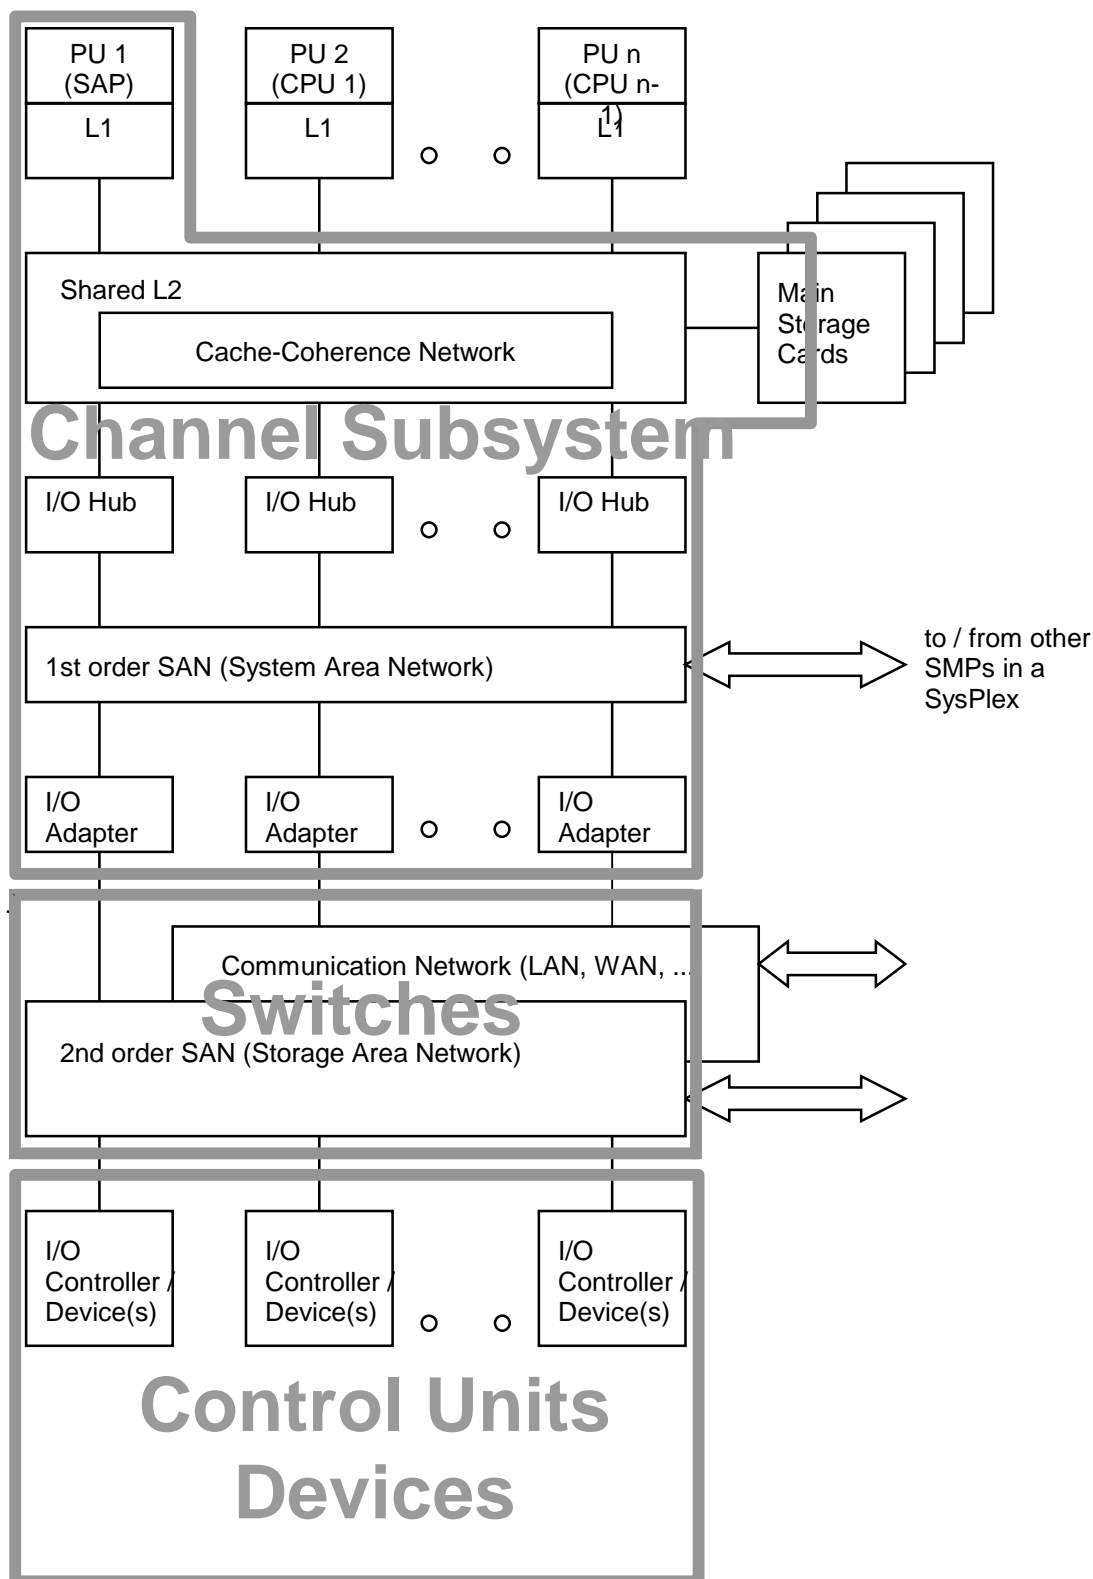 PU 1
(SAP)
L1
PU 2
(CPU 1)
L1
PU n
(CPU n-
1)
L1
Shared L2
Cache-Coherence Network
Main
Storage
Cards
Channel Subsystem
I/O Hub
I/O Hub
I/O Hub
1st order SAN (System Area Network)
to / from other
SMPs in a
SysPlex
I/O
Adapter
I/O
Adapter
I/O
Adapter
Communication Network (LAN, WAN, ...
Switches
2nd order SAN (Storage Area Network)
I/O
Controller /
Device(s)
I/O
Controller /
Device(s)
I/O
Controller /
Device(s)
Control Units
Devices